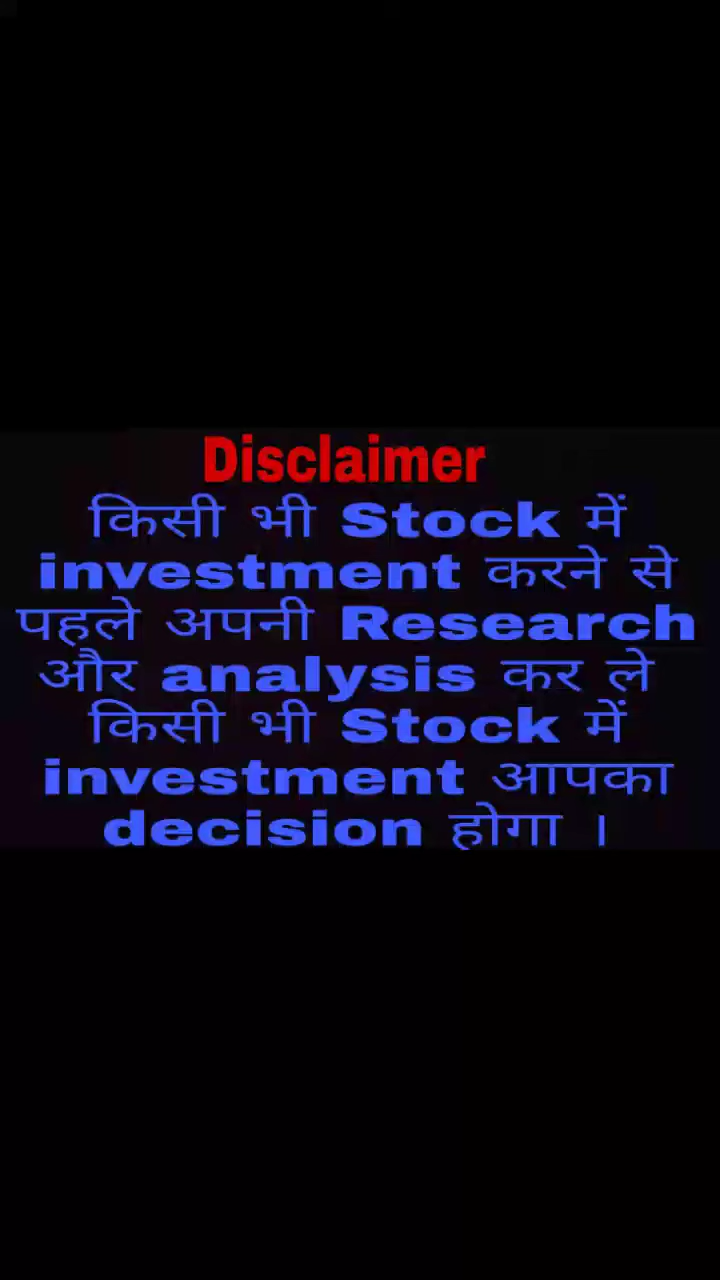 Disclaimer
किसी भी Stock में
investment करने से
पहले अपनी Research
और analysis कर ले
किसी भी Stock में
investment आपका
decision होगा ।